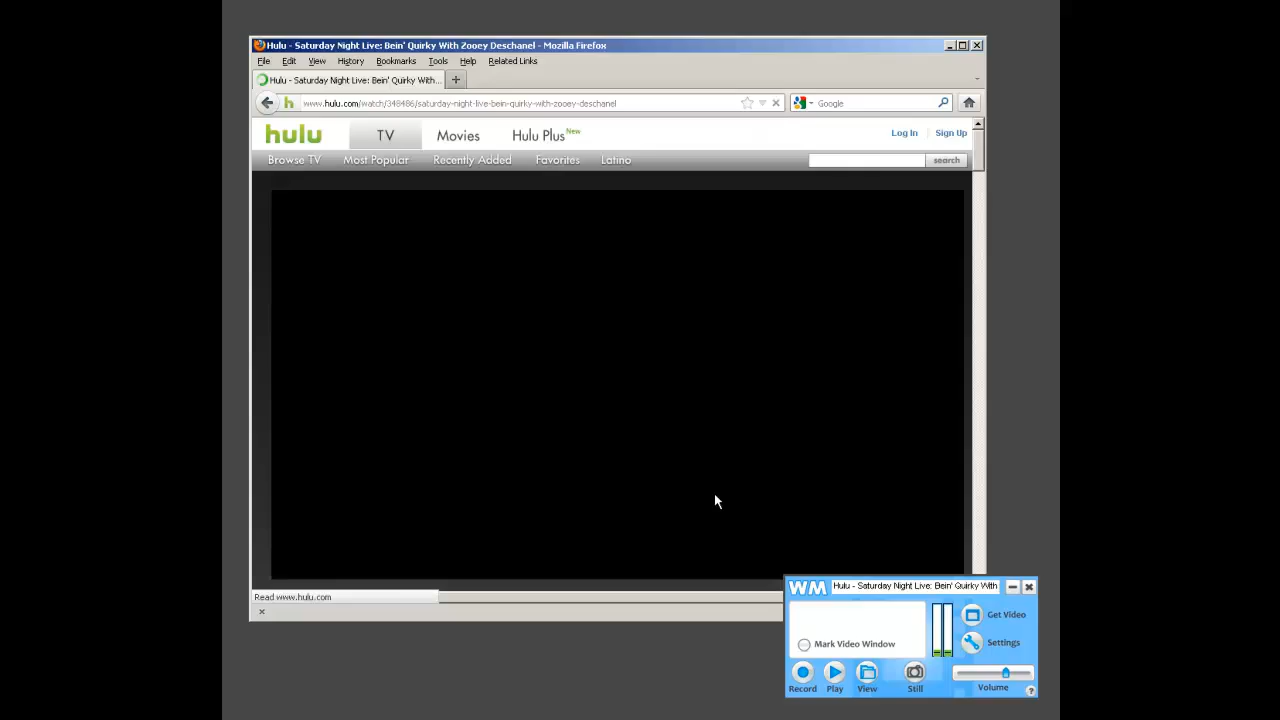 Hulu - Saturday Night Live: Bein' Quirky With Zooey Deschanel - Mozilla Firefox
File Edit View History Bookmarks Tools Help Related Links
Hulu - Saturday Night Live: Bein' Quirky With... +
h www.hulu.com/watch/348486/saturday-night-live-bein-quirky-with-zooey-deschanel Google
hulu TV Movies Hulu Plus New Log In Sign Up
Browse TV Most Popular Recently Added Favorites Latino search
Read www.hulu.com
WM Hulu - Saturday Night Live: Bein' Quirky With
Get Video
Mark Video Window Settings
Record Play View Still Volume ?